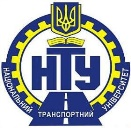 НАЦІОНАЛЬНИЙ ТРАНСПОРТНИЙ УНІВЕРСИТЕТ
НТУ